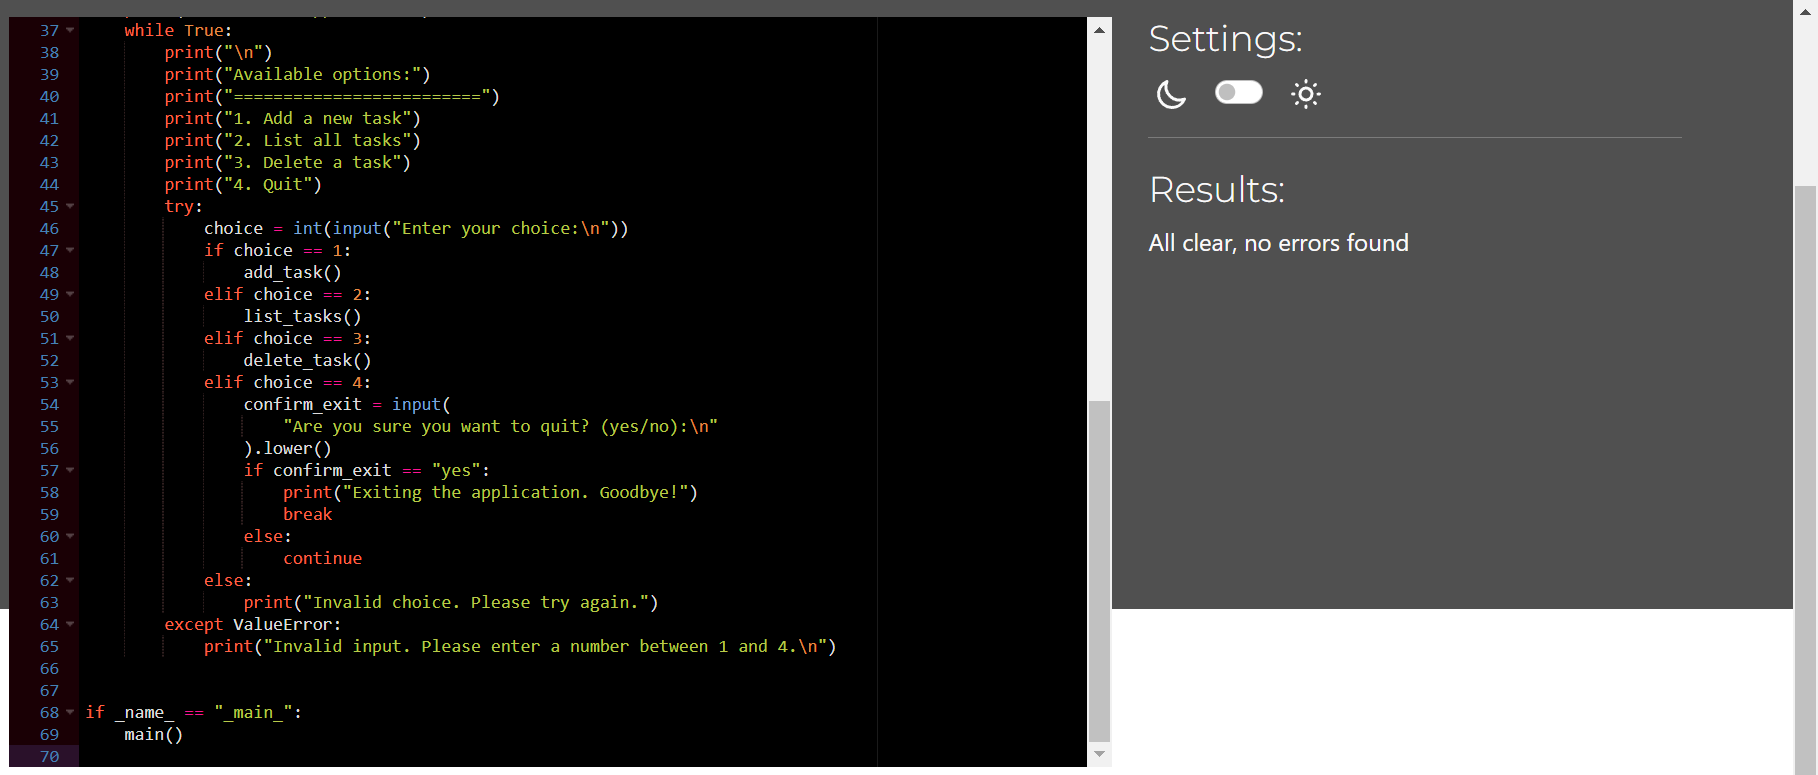 37 while True:
38 print("\n")
39 print("Available options:")
40 print("=========================")
41 print("1. Add a new task")
42 print("2. List all tasks")
43 print("3. Delete a task")
44 print("4. Quit")
45 try:
46 choice = int(input("Enter your choice:\n"))
47 if choice == 1:
48 add_task()
49 elif choice == 2:
50 list_tasks()
51 elif choice == 3:
52 delete_task()
53 elif choice == 4:
54 confirm_exit = input(
55 "Are you sure you want to quit? (yes/no):\n"
56 ).lower()
57 if confirm_exit == "yes":
58 print("Exiting the application. Goodbye!")
59 break
60 else:
61 continue
62 else:
63 print("Invalid choice. Please try again.")
64 except ValueError:
65 print("Invalid input. Please enter a number between 1 and 4.\n")
66
67
68 if _name_ == "_main_":
69 main()
70
Settings:
Results:
All clear, no errors found